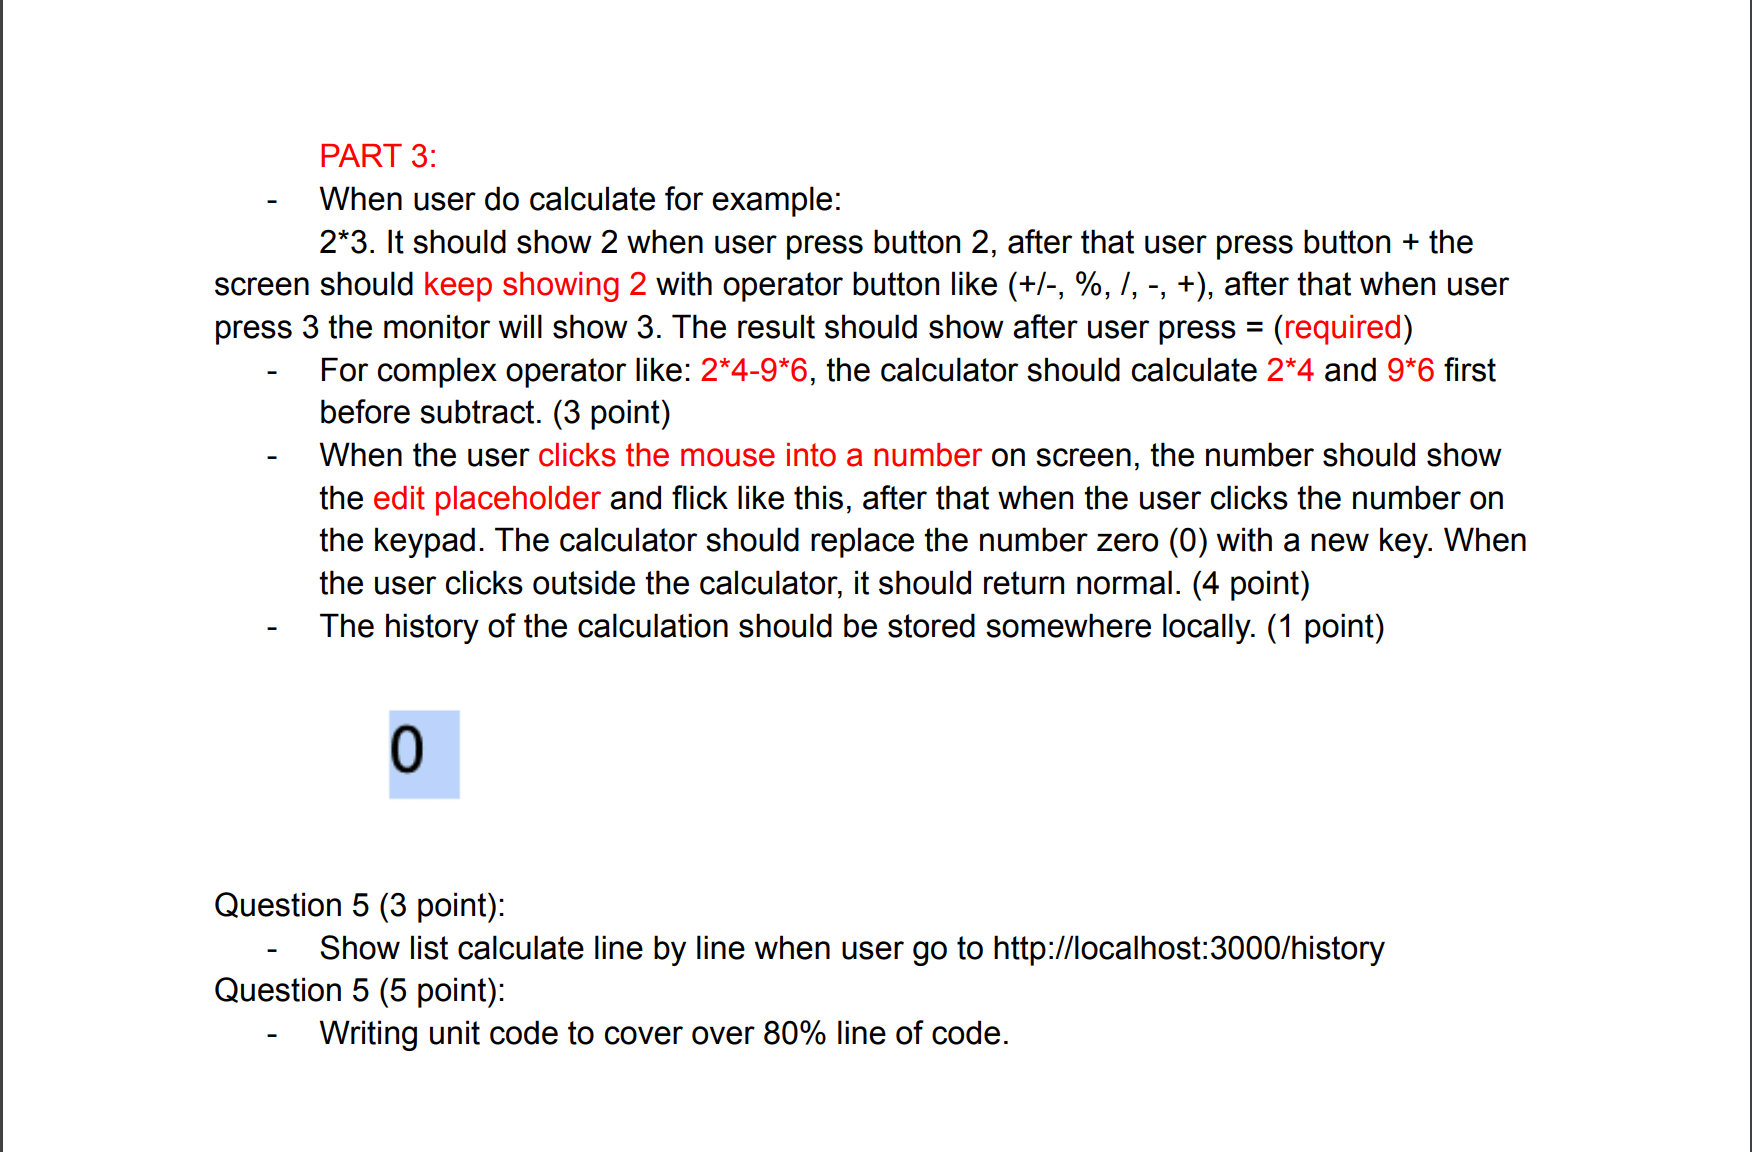 PART 3:
- When user do calculate for example:
2*3. It should show 2 when user press button 2, after that user press button + the
screen should keep showing 2 with operator button like (+/-, %, /, -, +), after that when user
press 3 the monitor will show 3. The result should show after user press = (required)
- For complex operator like: 2*4-9*6, the calculator should calculate 2*4 and 9*6 first
before subtract. (3 point)
- When the user clicks the mouse into a number on screen, the number should show
the edit placeholder and flick like this, after that when the user clicks the number on
the keypad. The calculator should replace the number zero (0) with a new key. When
the user clicks outside the calculator, it should return normal. (4 point)
- The history of the calculation should be stored somewhere locally. (1 point)
0
Question 5 (3 point):
- Show list calculate line by line when user go to http://localhost:3000/history
Question 5 (5 point):
- Writing unit code to cover over 80% line of code.